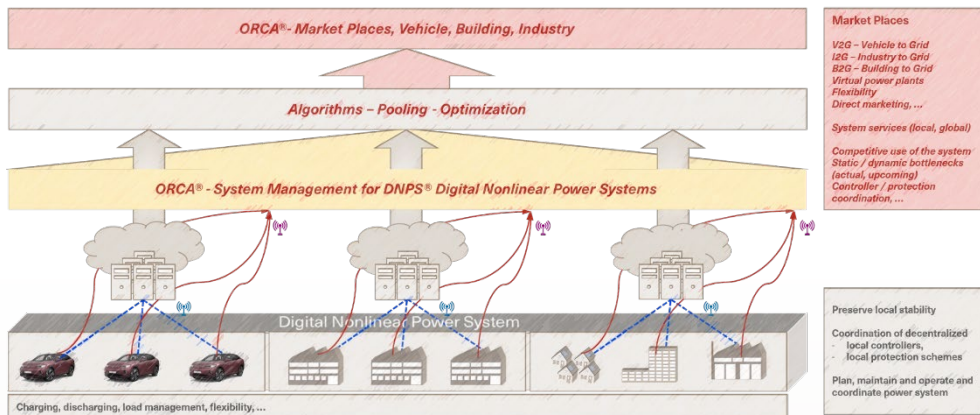 ORCA®- Market Places, Vehicle, Building, Industry
Algorithms – Pooling - Optimization
ORCA® - System Management for DNPS® Digital Nonlinear Power Systems
Digital Nonlinear Power System
Charging, discharging, load management, flexibility, ...
Market Places
V2G – Vehicle to Grid
I2G – Industry to Grid
B2G – Building to Grid
Virtual power plants
Flexibility
Direct marketing, ...
System services (local, global)
Competitive use of the system
Static / dynamic bottlenecks
(actual, upcoming)
Controller / protection
coordination, ...
Preserve local stability
Coordination of decentralized
- local controllers,
- local protection schemes
Plan, maintain and operate and
coordinate power system